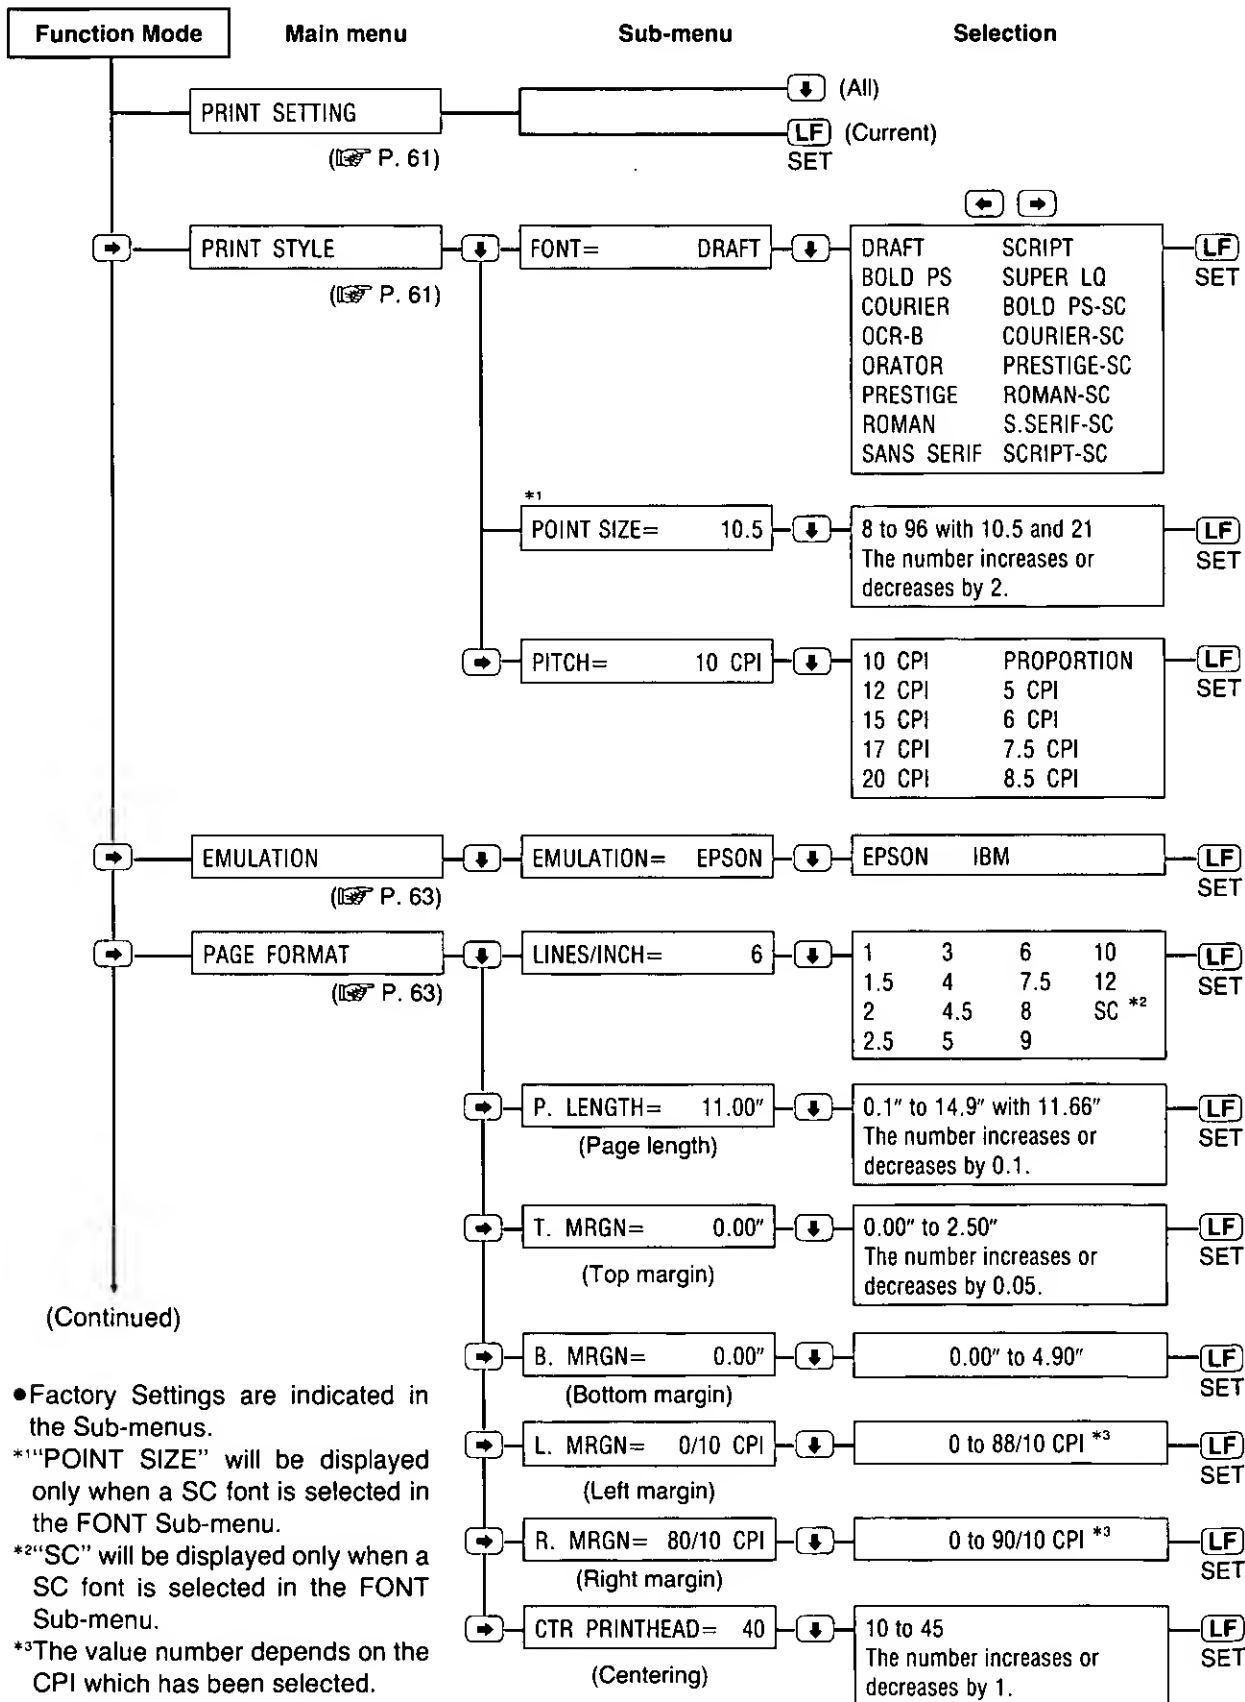 Function Mode Main menu Sub-menu Selection
PRINT SETTING
(All)
LF (Current)
SET
(☞ P. 61)
PRINT STYLE
FONT= DRAFT
(☞ P. 61)
DRAFT SCRIPT
BOLD PS SUPER LQ
COURIER BOLD PS-SC
OCR-B COURIER-SC
ORATOR PRESTIGE-SC
PRESTIGE ROMAN-SC
ROMAN S.SERIF-SC
SANS SERIF SCRIPT-SC
LF
SET
*1
POINT SIZE= 10.5
8 to 96 with 10.5 and 21
The number increases or
decreases by 2.
LF
SET
PITCH= 10 CPI
10 CPI PROPORTION
12 CPI 5 CPI
15 CPI 6 CPI
17 CPI 7.5 CPI
20 CPI 8.5 CPI
LF
SET
EMULATION
(☞ P. 63)
EMULATION= EPSON
EPSON IBM
LF
SET
PAGE FORMAT
(☞ P. 63)
LINES/INCH= 6
1 3 6 10
1.5 4 7.5 12
2 4.5 8 SC *2
2.5 5 9
LF
SET
P. LENGTH= 11.00″
(Page length)
0.1″ to 14.9″ with 11.66″
The number increases or
decreases by 0.1.
LF
SET
T. MRGN= 0.00″
(Top margin)
0.00″ to 2.50″
The number increases or
decreases by 0.05.
LF
SET
B. MRGN= 0.00″
(Bottom margin)
0.00″ to 4.90″
LF
SET
L. MRGN= 0/10 CPI
(Left margin)
0 to 88/10 CPI *3
LF
SET
R. MRGN= 80/10 CPI
(Right margin)
0 to 90/10 CPI *3
LF
SET
CTR PRINTHEAD= 40
(Centering)
10 to 45
The number increases or
decreases by 1.
LF
SET
(Continued)
●Factory Settings are indicated in
the Sub-menus.
*1“POINT SIZE” will be displayed
only when a SC font is selected in
the FONT Sub-menu.
*2“SC” will be displayed only when a
SC font is selected in the FONT
Sub-menu.
*3The value number depends on the
CPI which has been selected.